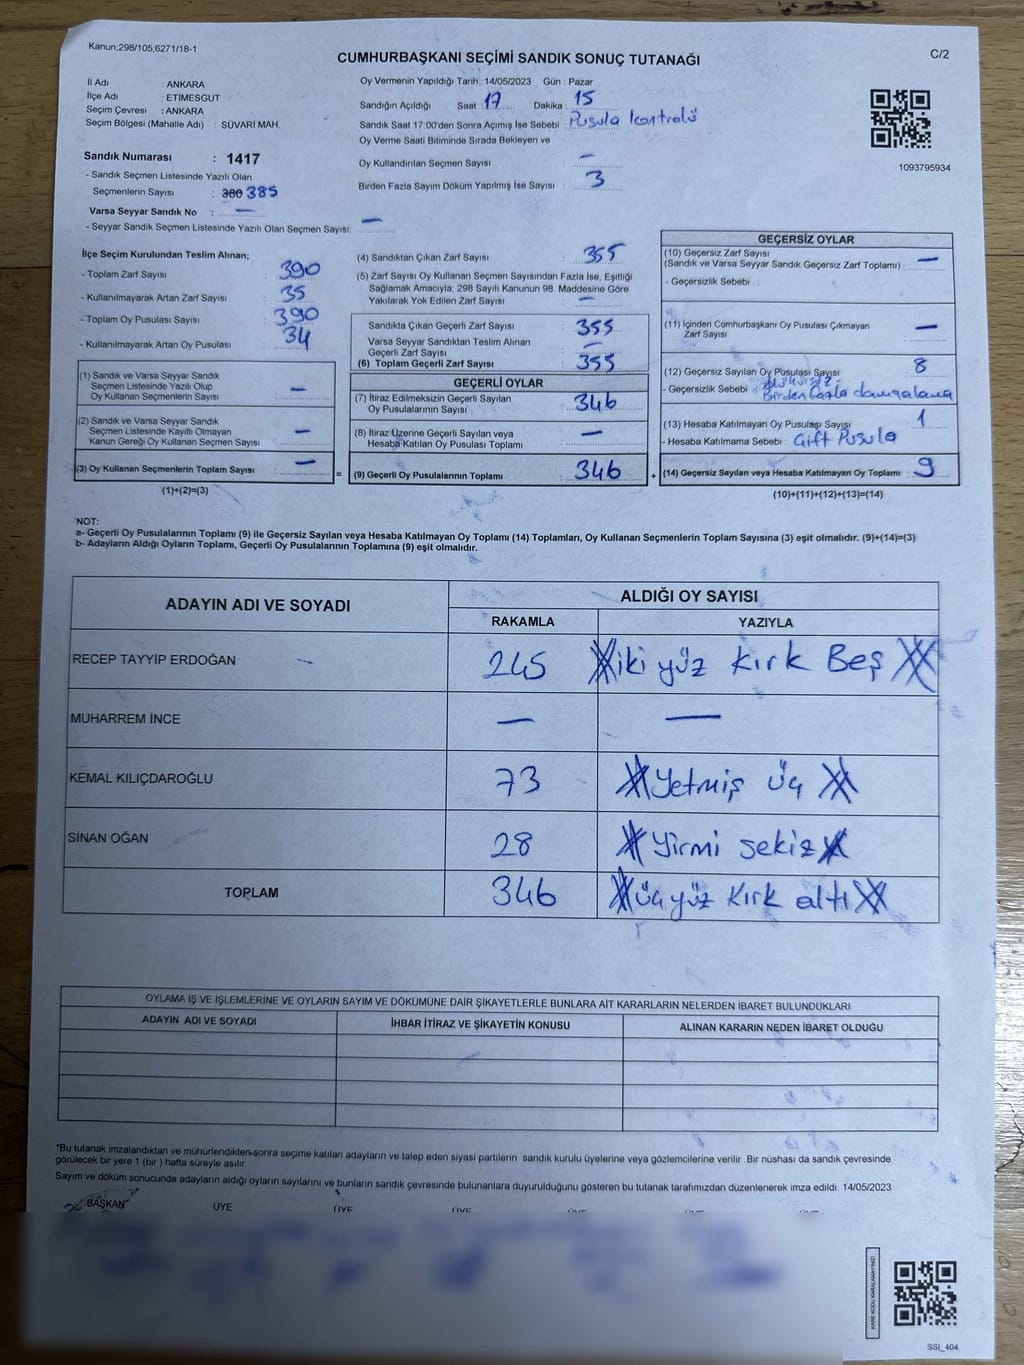 Kanun;298/105,6271/18-1
CUMHURBAŞKANI SEÇİMİ SANDIK SONUÇ TUTANAĞI
C/2
İl Adı : ANKARA
İlçe Adı : ETİMESGUT
Seçim Çevresi : ANKARA
Seçim Bölgesi (Mahalle Adı) : SÜVARİ MAH.
Oy Vermenin Yapıldığı Tarih : 14/05/2023 Gün : Pazar
Sandığın Açıldığı Saat 17 Dakika : 15
Sandık Saat 17:00'den Sonra Açımış İse Sebebi : Pusula kontrolü
Oy Verme Saati Bitiminde Sırada Bekleyen ve
Oy Kullandırılan Seçmen Sayısı : —
Birden Fazla Sayım Döküm Yapılmış İse Sayısı : 3
1093795934
Sandık Numarası : 1417
- Sandık Seçmen Listesinde Yazılı Olan
Seçmenlerin Sayısı : 380 385
Varsa Seyyar Sandık No : —
- Seyyar Sandık Seçmen Listesinde Yazılı Olan Seçmen Sayısı: —
İlçe Seçim Kurulundan Teslim Alınan;
- Toplam Zarf Sayısı : 390
- Kullanılmayarak Artan Zarf Sayısı : 35
- Toplam Oy Pusulası Sayısı : 390
- Kullanılmayarak Artan Oy Pusulası : 34
(1) Sandık ve Varsa Seyyar Sandık
Seçmen Listesinde Yazılı Olup
Oy Kullanan Seçmenlerin Sayısı : —
(2) Sandık ve Varsa Seyyar Sandık
Seçmen Listesinde Kayıtlı Olmayan
Kanun Gereği Oy Kullanan Seçmen Sayısı : —
(3) Oy Kullanan Seçmenlerin Toplam Sayısı : —
(1)+(2)=(3)
(4) Sandıktan Çıkan Zarf Sayısı : 355
(5) Zarf Sayısı Oy Kullanan Seçmen Sayısından Fazla İse, Eşitliği
Sağlamak Amacıyla; 298 Sayılı Kanunun 98. Maddesine Göre
Yakılarak Yok Edilen Zarf Sayısı : —
Sandıkta Çıkan Geçerli Zarf Sayısı : 355
Varsa Seyyar Sandıktan Teslim Alınan
Geçerli Zarf Sayısı : —
(6) Toplam Geçerli Zarf Sayısı : 355
GEÇERLİ OYLAR
(7) İtiraz Edilmeksizin Geçerli Sayılan
Oy Pusulalarının Sayısı : 346
(8) İtiraz Üzerine Geçerli Sayılan veya
Hesaba Katılan Oy Pusulası Toplamı : —
= (9) Geçerli Oy Pusulalarının Toplamı : 346 +
GEÇERSİZ OYLAR
(10) Geçersiz Zarf Sayısı
(Sandık ve Varsa Seyyar Sandık Geçersiz Zarf Toplamı) : —
- Geçersizlik Sebebi :
(11) İçinden Cumhurbaşkanı Oy Pusulası Çıkmayan
Zarf Sayısı : —
(12) Geçersiz Sayılan Oy Pusulası Sayısı : 8
- Geçersizlik Sebebi : Mühürsüz -
Birden fazla damgalama
(13) Hesaba Katılmayan Oy Pusulası Sayısı : 1
- Hesaba Katılmama Sebebi : Çift Pusula
(14) Geçersiz Sayılan veya Hesaba Katılmayan Oy Toplamı : 9
(10)+(11)+(12)+(13)=(14)
NOT:
a- Geçerli Oy Pusulalarının Toplamı (9) ile Geçersiz Sayılan veya Hesaba Katılmayan Oy Toplamı (14) Toplamları, Oy Kullanan Seçmenlerin Toplam Sayısına (3) eşit olmalıdır. (9)+(14)=(3)
b- Adayların Aldığı Oyların Toplamı, Geçerli Oy Pusulalarının Toplamına (9) eşit olmalıdır.
ADAYIN ADI VE SOYADI
ALDIĞI OY SAYISI
RAKAMLA
YAZIYLA
RECEP TAYYİP ERDOĞAN 245 iki yüz kırk Beş
MUHARREM İNCE — —
KEMAL KILIÇDAROĞLU 73 Yetmiş üç
SİNAN OĞAN 28 Yirmi sekiz
TOPLAM 346 üçyüz kırk altı
OYLAMA İŞ VE İŞLEMLERİNE VE OYLARIN SAYIM VE DÖKÜMÜNE DAİR ŞİKAYETLERLE BUNLARA AİT KARARLARIN NELERDEN İBARET BULUNDUKLARI
ADAYIN ADI VE SOYADI
İHBAR İTİRAZ VE ŞİKAYETİN KONUSU
ALINAN KARARIN NEDEN İBARET OLDUĞU
*Bu tutanak imzalandıktan ve mühürlendikten sonra seçime katılan adayların ve talep eden siyasi partilerin sandık kurulu üyelerine veya gözlemcilerine verilir .Bir nüshası da sandık çevresinde
görülecek bir yere 1 (bir ) hafta süreyle asılır.
Sayım ve döküm sonucunda adayların aldığı oyların sayılarını ve bunların sandık çevresinde bulunanlara duyurulduğunu gösteren bu tutanak tarafımızdan düzenlenerek imza edildi. 14/05/2023
BAŞKAN ÜYE ÜYE ÜYE ÜYE ÜYE ÜYE
SSI_404